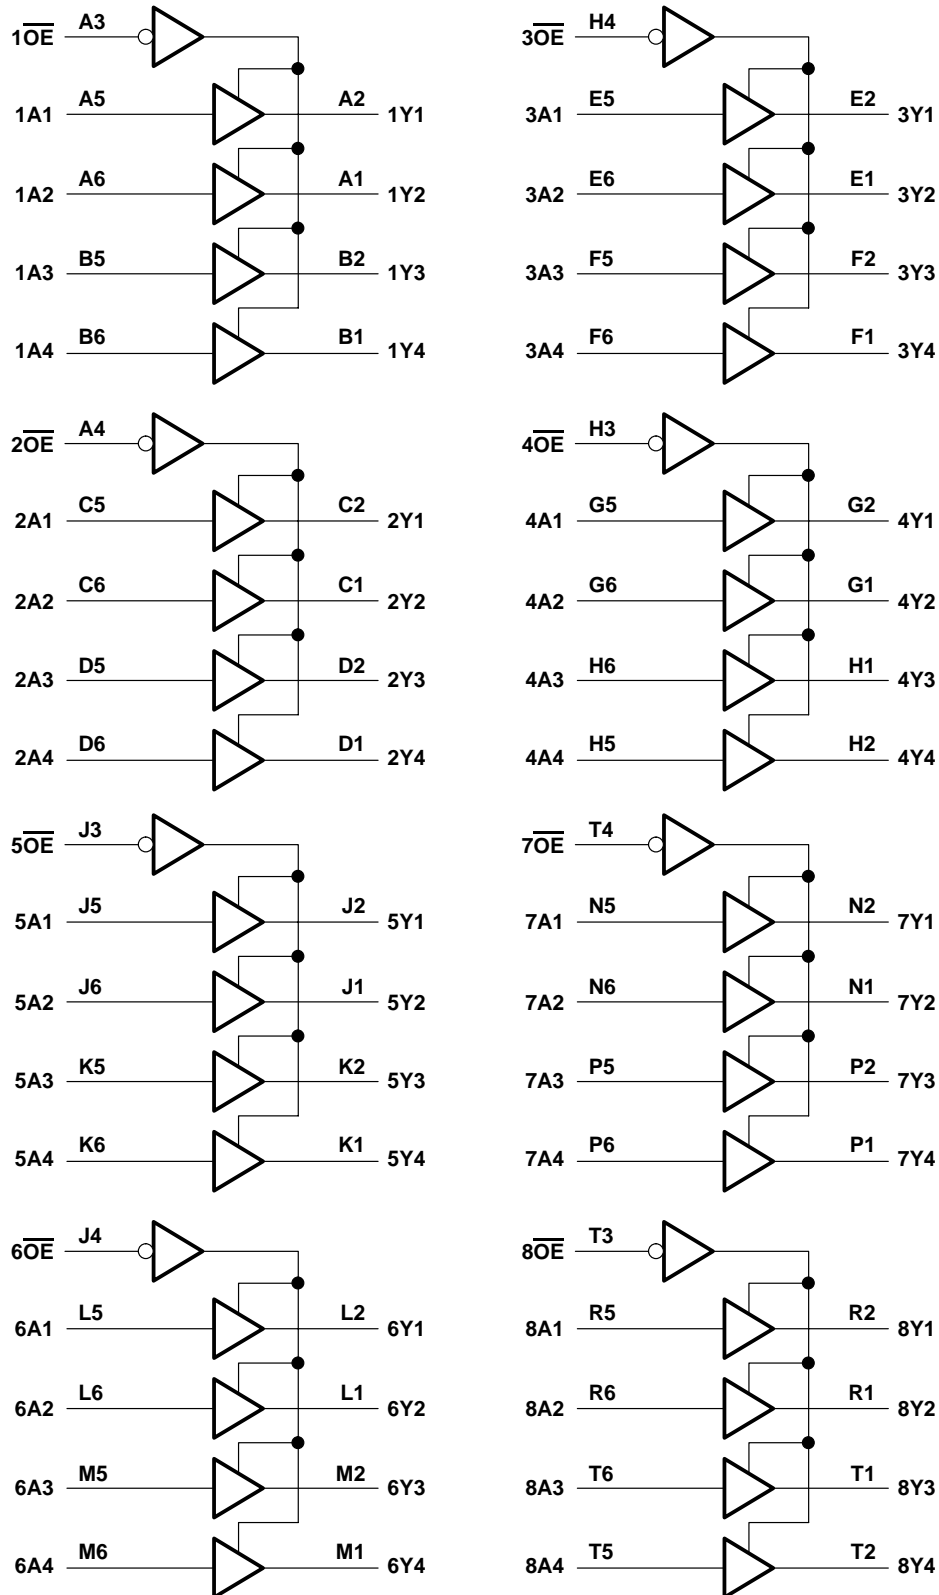 1OE A3
1A1 A5 A2 1Y1
1A2 A6 A1 1Y2
1A3 B5 B2 1Y3
1A4 B6 B1 1Y4
2OE A4
2A1 C5 C2 2Y1
2A2 C6 C1 2Y2
2A3 D5 D2 2Y3
2A4 D6 D1 2Y4
5OE J3
5A1 J5 J2 5Y1
5A2 J6 J1 5Y2
5A3 K5 K2 5Y3
5A4 K6 K1 5Y4
6OE J4
6A1 L5 L2 6Y1
6A2 L6 L1 6Y2
6A3 M5 M2 6Y3
6A4 M6 M1 6Y4
3OE H4
3A1 E5 E2 3Y1
3A2 E6 E1 3Y2
3A3 F5 F2 3Y3
3A4 F6 F1 3Y4
4OE H3
4A1 G5 G2 4Y1
4A2 G6 G1 4Y2
4A3 H6 H1 4Y3
4A4 H5 H2 4Y4
7OE T4
7A1 N5 N2 7Y1
7A2 N6 N1 7Y2
7A3 P5 P2 7Y3
7A4 P6 P1 7Y4
8OE T3
8A1 R5 R2 8Y1
8A2 R6 R1 8Y2
8A3 T6 T1 8Y3
8A4 T5 T2 8Y4